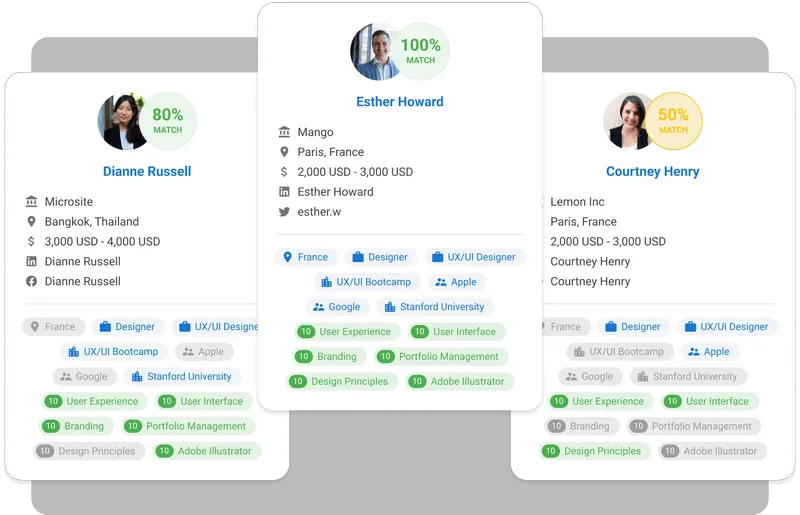 80%
MATCH
Dianne Russell
Microsite
Bangkok, Thailand
$ 3,000 USD - 4,000 USD
in Dianne Russell
Dianne Russell
France Designer UX/UI Designe
UX/UI Bootcamp Apple
Google Stanford University
10 User Experience 10 User Interface
10 Branding 10 Portfolio Management
10 Design Principles 10 Adobe Illustrator
100%
MATCH
Esther Howard
Mango
Paris, France
$ 2,000 USD - 3,000 USD
in Esther Howard
esther.w
France Designer UX/UI Designer
UX/UI Bootcamp Apple
Google Stanford University
10 User Experience 10 User Interface
10 Branding 10 Portfolio Management
10 Design Principles 10 Adobe Illustrator
50%
MATCH
Courtney Henry
Lemon Inc
Paris, France
2,000 USD - 3,000 USD
Courtney Henry
Courtney Henry
France Designer UX/UI Designer
UX/UI Bootcamp Apple
Google Stanford University
10 User Experience 10 User Interface
10 Branding 10 Portfolio Management
10 Design Principles 10 Adobe Illustrator